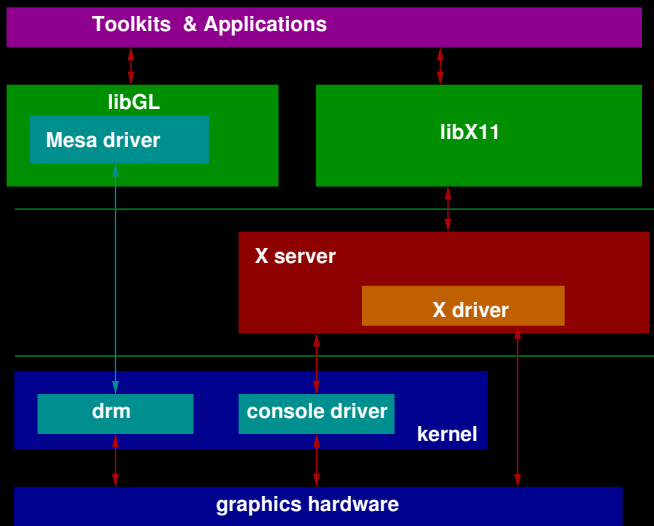 Toolkits & Applications
libGL
Mesa driver
libX11
X server
X driver
drm
console driver
kernel
graphics hardware